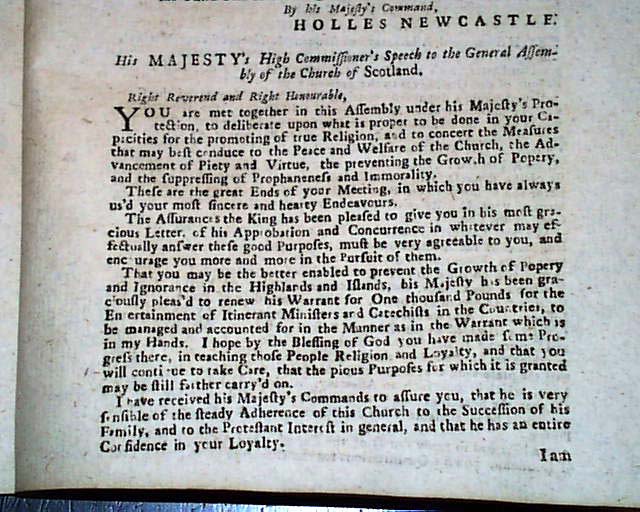 By his Majesty's Command,
HOLLES NEWCASTLE.
His MAJESTY's High Commissioner's Speech to the General Assem-
bly of the Church of Scotland.
Right Reverend and Right Honourable,
YOU are met together in this Assembly under his Majesty's Pro-
tection, to deliberate upon what is proper to be done in your Ca-
pacities for the promoting of true Religion, and to concert the Measures
that may best conduce to the Peace and Welfare of the Church, the Ad-
vancement of Piety and Virtue, the preventing the Growth of Popery,
and the suppressing of Prophaneness and Immorality.
These are the great Ends of your Meeting, in which you have always
us'd your most sincere and hearty Endeavours.
The Assurances the King has been pleased to give you in his most gra-
cious Letter, of his Approbation and Concurrence in whatever may ef-
fectually answer these good Purposes, must be very agreeable to you, and
encourage you more and more in the Pursuit of them.
That you may be the better enabled to prevent the Growth of Popery
and Ignorance in the Highlands and Islands, his Majesty has been gra-
ciously pleas'd to renew his Warrant for One thousand Pounds for the
Entertainment of Itinerant Ministers and Catechists in the Countries, to
be managed and accounted for in the Manner as in the Warrant which is
in my Hands. I hope by the Blessing of God you have made some Pro-
gress there, in teaching those People Religion and Loyalty, and that you
will continue to take Care, that the pious Purposes for which it is granted
may be still farther carry'd on.
I have received his Majesty's Commands to assure you, that he is very
sensible of the steady Adherence of this Church to the Succession of his
Family, and to the Protestant Interest in general, and that he has an entire
Confidence in your Loyalty.
I am